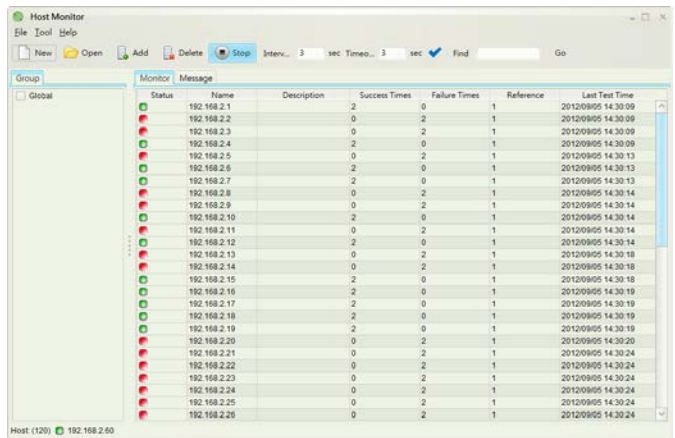 Host Monitor
File Tool Help
New Open Add Delete Stop Interv... 3 sec Timeo... 3 sec Find Go
Group Monitor Message
Global Status Name Description Success Times Failure Times Reference Last Test Time
192.168.2.1 2 0 1 2012/09/05 14:30:09
192.168.2.2 0 2 1 2012/09/05 14:30:09
192.168.2.3 0 2 1 2012/09/05 14:30:09
192.168.2.4 2 0 1 2012/09/05 14:30:09
192.168.2.5 0 2 1 2012/09/05 14:30:13
192.168.2.6 2 0 1 2012/09/05 14:30:13
192.168.2.7 2 0 1 2012/09/05 14:30:13
192.168.2.8 0 2 1 2012/09/05 14:30:14
192.168.2.9 0 2 1 2012/09/05 14:30:14
192.168.2.10 2 0 1 2012/09/05 14:30:14
192.168.2.11 0 2 1 2012/09/05 14:30:14
192.168.2.12 2 0 1 2012/09/05 14:30:14
192.168.2.13 0 2 1 2012/09/05 14:30:18
192.168.2.14 0 2 1 2012/09/05 14:30:18
192.168.2.15 2 0 1 2012/09/05 14:30:18
192.168.2.16 2 0 1 2012/09/05 14:30:19
192.168.2.17 2 0 1 2012/09/05 14:30:19
192.168.2.18 2 0 1 2012/09/05 14:30:19
192.168.2.19 2 0 1 2012/09/05 14:30:19
192.168.2.20 0 2 1 2012/09/05 14:30:20
192.168.2.21 0 2 1 2012/09/05 14:30:24
192.168.2.22 0 2 1 2012/09/05 14:30:24
192.168.2.23 0 2 1 2012/09/05 14:30:24
192.168.2.24 0 2 1 2012/09/05 14:30:24
192.168.2.25 0 2 1 2012/09/05 14:30:24
192.168.2.26 0 2 1 2012/09/05 14:30:24
Host: (120) 192.168.2.60